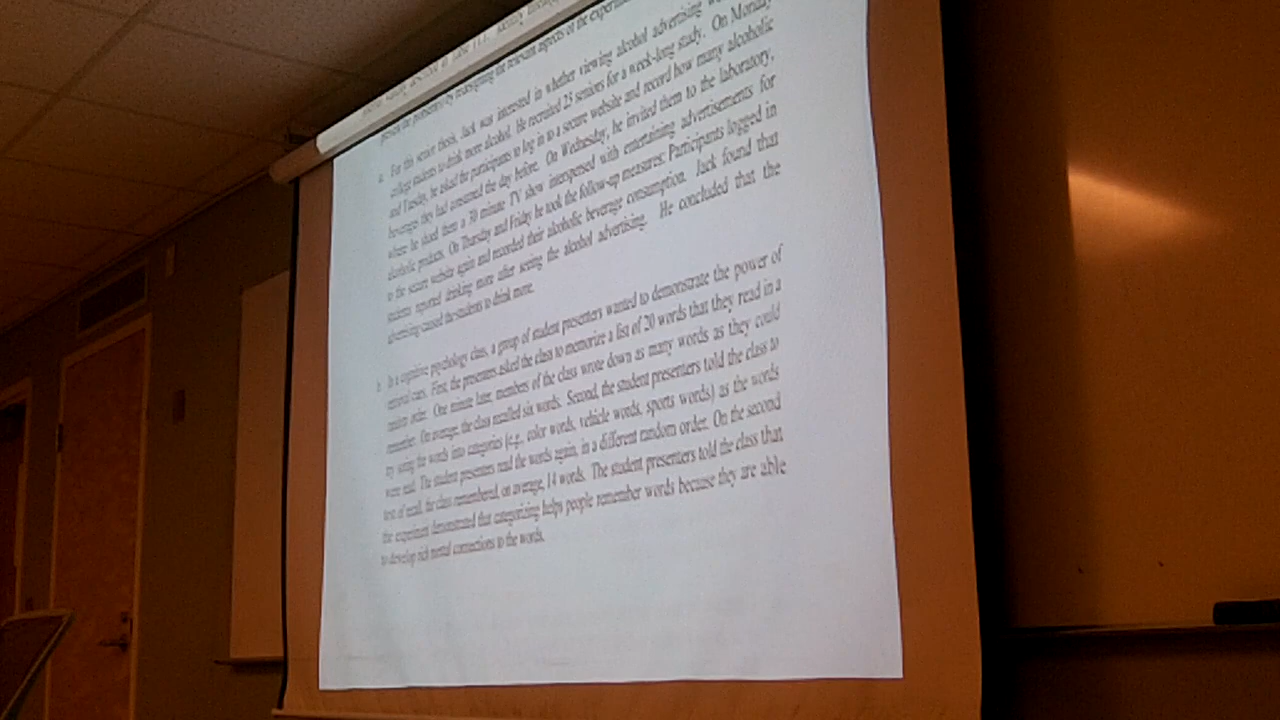 prevent the problem(s) by redesigning the relevant aspects of the experiment
a. For this senior thesis, Jack was interested in whether viewing alcohol advertising
college students to drink more alcohol. He recruited 25 seniors for a week-long study. On Monday
and Tuesday, he asked the participants to log in to a secure website and record how many alcoholic
beverages they had consumed the day before. On Wednesday, he invited them to the laboratory,
where he showed them a 30 minute TV show interspersed with entertaining advertisements for
alcoholic products. On Thursday and Friday he took the follow-up measures: Participants logged in
to the secure website again and recorded their alcoholic beverage consumption. Jack found that
students reported drinking more after seeing the alcohol advertising. He concluded that the
advertising caused the students to drink more.
b. In a cognitive psychology class, a group of student presenters wanted to demonstrate the power of
retrieval cues. First, the presenters asked the class to memorize a list of 20 words that they read in a
random order. One minute later, members of the class wrote down as many words as they could
remember. On average, the class recalled six words. Second, the student presenters told the class to
try sorting the words into categories (e.g., color words, vehicle words, sports words) as the words
were read. The student presenters read the words again, in a different random order. On the second
test of recall, the class remembered, on average, 14 words. The student presenters told the class that
the experiment demonstrated that categorizing helps people remember words because they are able
to develop rich mental connections to the words.